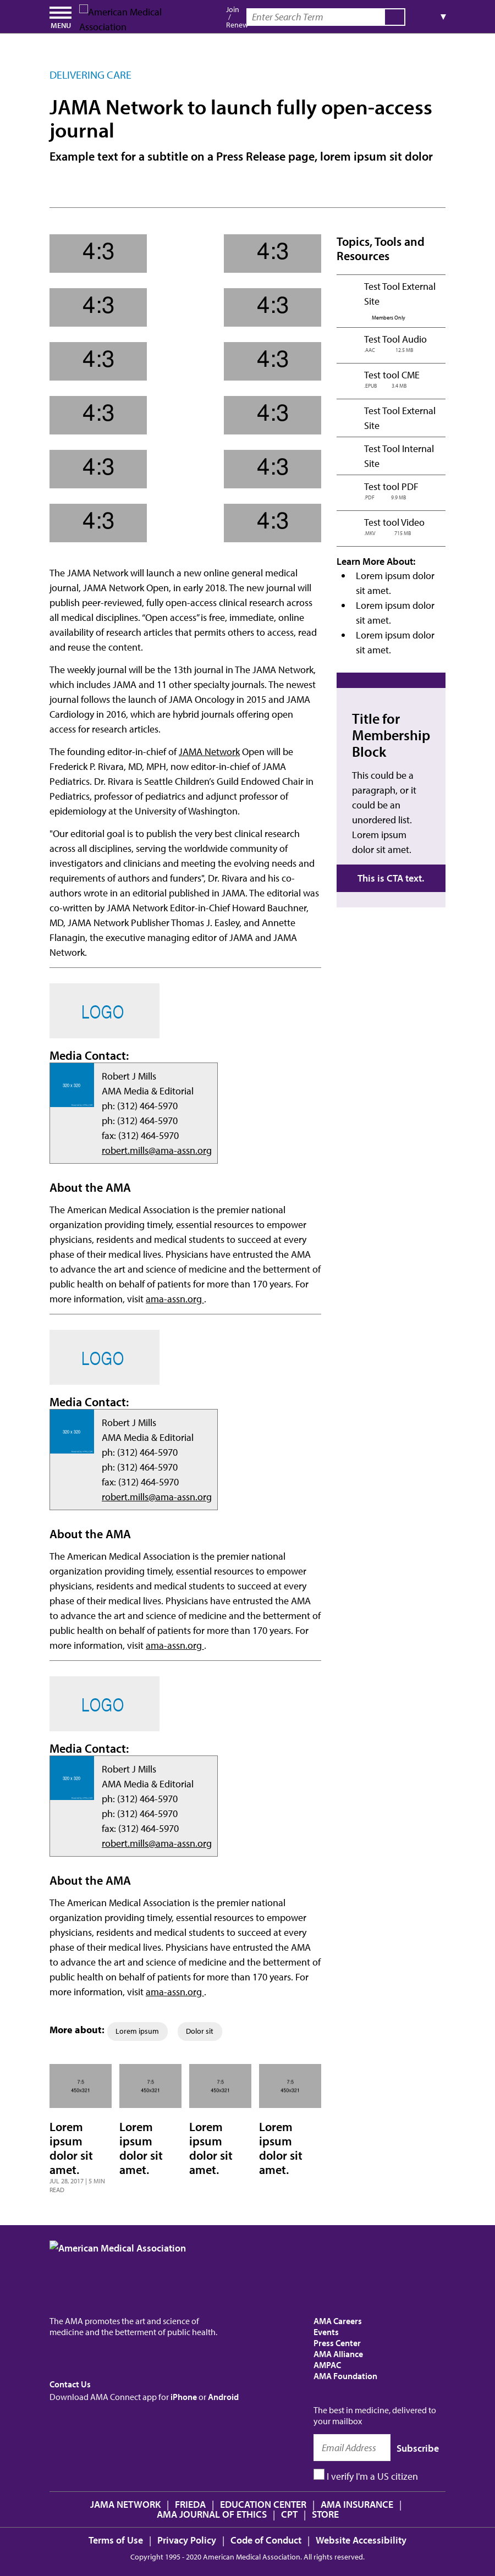 MENU
American Medical
Association
Join
/
Renew
Enter Search Term
▼
DELIVERING CARE
JAMA Network to launch fully open-access
journal
Example text for a subtitle on a Press Release page, lorem ipsum sit dolor
4:3
4:3
4:3
4:3
4:3
4:3
4:3
4:3
4:3
4:3
4:3
4:3
The JAMA Network will launch a new online general medical
journal, JAMA Network Open, in early 2018. The new journal will
publish peer-reviewed, fully open-access clinical research across
all medical disciplines. “Open access” is free, immediate, online
availability of research articles that permits others to access, read
and reuse the content.
The weekly journal will be the 13th journal in The JAMA Network,
which includes JAMA and 11 other specialty journals. The newest
journal follows the launch of JAMA Oncology in 2015 and JAMA
Cardiology in 2016, which are hybrid journals offering open
access for research articles.
The founding editor-in-chief of JAMA Network Open will be
Frederick P. Rivara, MD, MPH, now editor-in-chief of JAMA
Pediatrics. Dr. Rivara is Seattle Children’s Guild Endowed Chair in
Pediatrics, professor of pediatrics and adjunct professor of
epidemiology at the University of Washington.
"Our editorial goal is to publish the very best clinical research
across all disciplines, serving the worldwide community of
investigators and clinicians and meeting the evolving needs and
requirements of authors and funders", Dr. Rivara and his co-
authors wrote in an editorial published in JAMA. The editorial was
co-written by JAMA Network Editor-in-Chief Howard Bauchner,
MD, JAMA Network Publisher Thomas J. Easley, and Annette
Flanagin, the executive managing editor of JAMA and JAMA
Network.
LOGO
Media Contact:
320 x 320
Robert J Mills
AMA Media & Editorial
ph: (312) 464-5970
ph: (312) 464-5970
fax: (312) 464-5970
robert.mills@ama-assn.org
About the AMA
The American Medical Association is the premier national
organization providing timely, essential resources to empower
physicians, residents and medical students to succeed at every
phase of their medical lives. Physicians have entrusted the AMA
to advance the art and science of medicine and the betterment of
public health on behalf of patients for more than 170 years. For
more information, visit ama-assn.org .
LOGO
Media Contact:
320 x 320
Robert J Mills
AMA Media & Editorial
ph: (312) 464-5970
ph: (312) 464-5970
fax: (312) 464-5970
robert.mills@ama-assn.org
About the AMA
The American Medical Association is the premier national
organization providing timely, essential resources to empower
physicians, residents and medical students to succeed at every
phase of their medical lives. Physicians have entrusted the AMA
to advance the art and science of medicine and the betterment of
public health on behalf of patients for more than 170 years. For
more information, visit ama-assn.org .
LOGO
Media Contact:
320 x 320
Robert J Mills
AMA Media & Editorial
ph: (312) 464-5970
ph: (312) 464-5970
fax: (312) 464-5970
robert.mills@ama-assn.org
About the AMA
The American Medical Association is the premier national
organization providing timely, essential resources to empower
physicians, residents and medical students to succeed at every
phase of their medical lives. Physicians have entrusted the AMA
to advance the art and science of medicine and the betterment of
public health on behalf of patients for more than 170 years. For
more information, visit ama-assn.org .
More about: Lorem ipsum Dolor sit
7:5
450x321
Lorem
ipsum
dolor sit
amet.
JUL 28, 2017 | 5 MIN
READ
7:5
450x321
Lorem
ipsum
dolor sit
amet.
7:5
450x321
Lorem
ipsum
dolor sit
amet.
7:5
450x321
Lorem
ipsum
dolor sit
amet.
Topics, Tools and
Resources
Test Tool External
Site
Members Only
Test Tool Audio
.AAC 12.5 MB
Test tool CME
.EPUB 3.4 MB
Test Tool External
Site
Test Tool Internal
Site
Test tool PDF
.PDF 9.9 MB
Test tool Video
.MKV 715 MB
Learn More About:
Lorem ipsum dolor
sit amet.
Lorem ipsum dolor
sit amet.
Lorem ipsum dolor
sit amet.
Title for
Membership
Block
This could be a
paragraph, or it
could be an
unordered list.
Lorem ipsum
dolor sit amet.
This is CTA text.
American Medical Association
The AMA promotes the art and science of
medicine and the betterment of public health.
Contact Us
Download AMA Connect app for iPhone or Android
AMA Careers
Events
Press Center
AMA Alliance
AMPAC
AMA Foundation
The best in medicine, delivered to
your mailbox
Email Address
Subscribe
I verify I'm a US citizen
JAMA NETWORK | FRIEDA | EDUCATION CENTER | AMA INSURANCE |
AMA JOURNAL OF ETHICS | CPT | STORE
Terms of Use | Privacy Policy | Code of Conduct | Website Accessibility
Copyright 1995 - 2020 American Medical Association. All rights reserved.